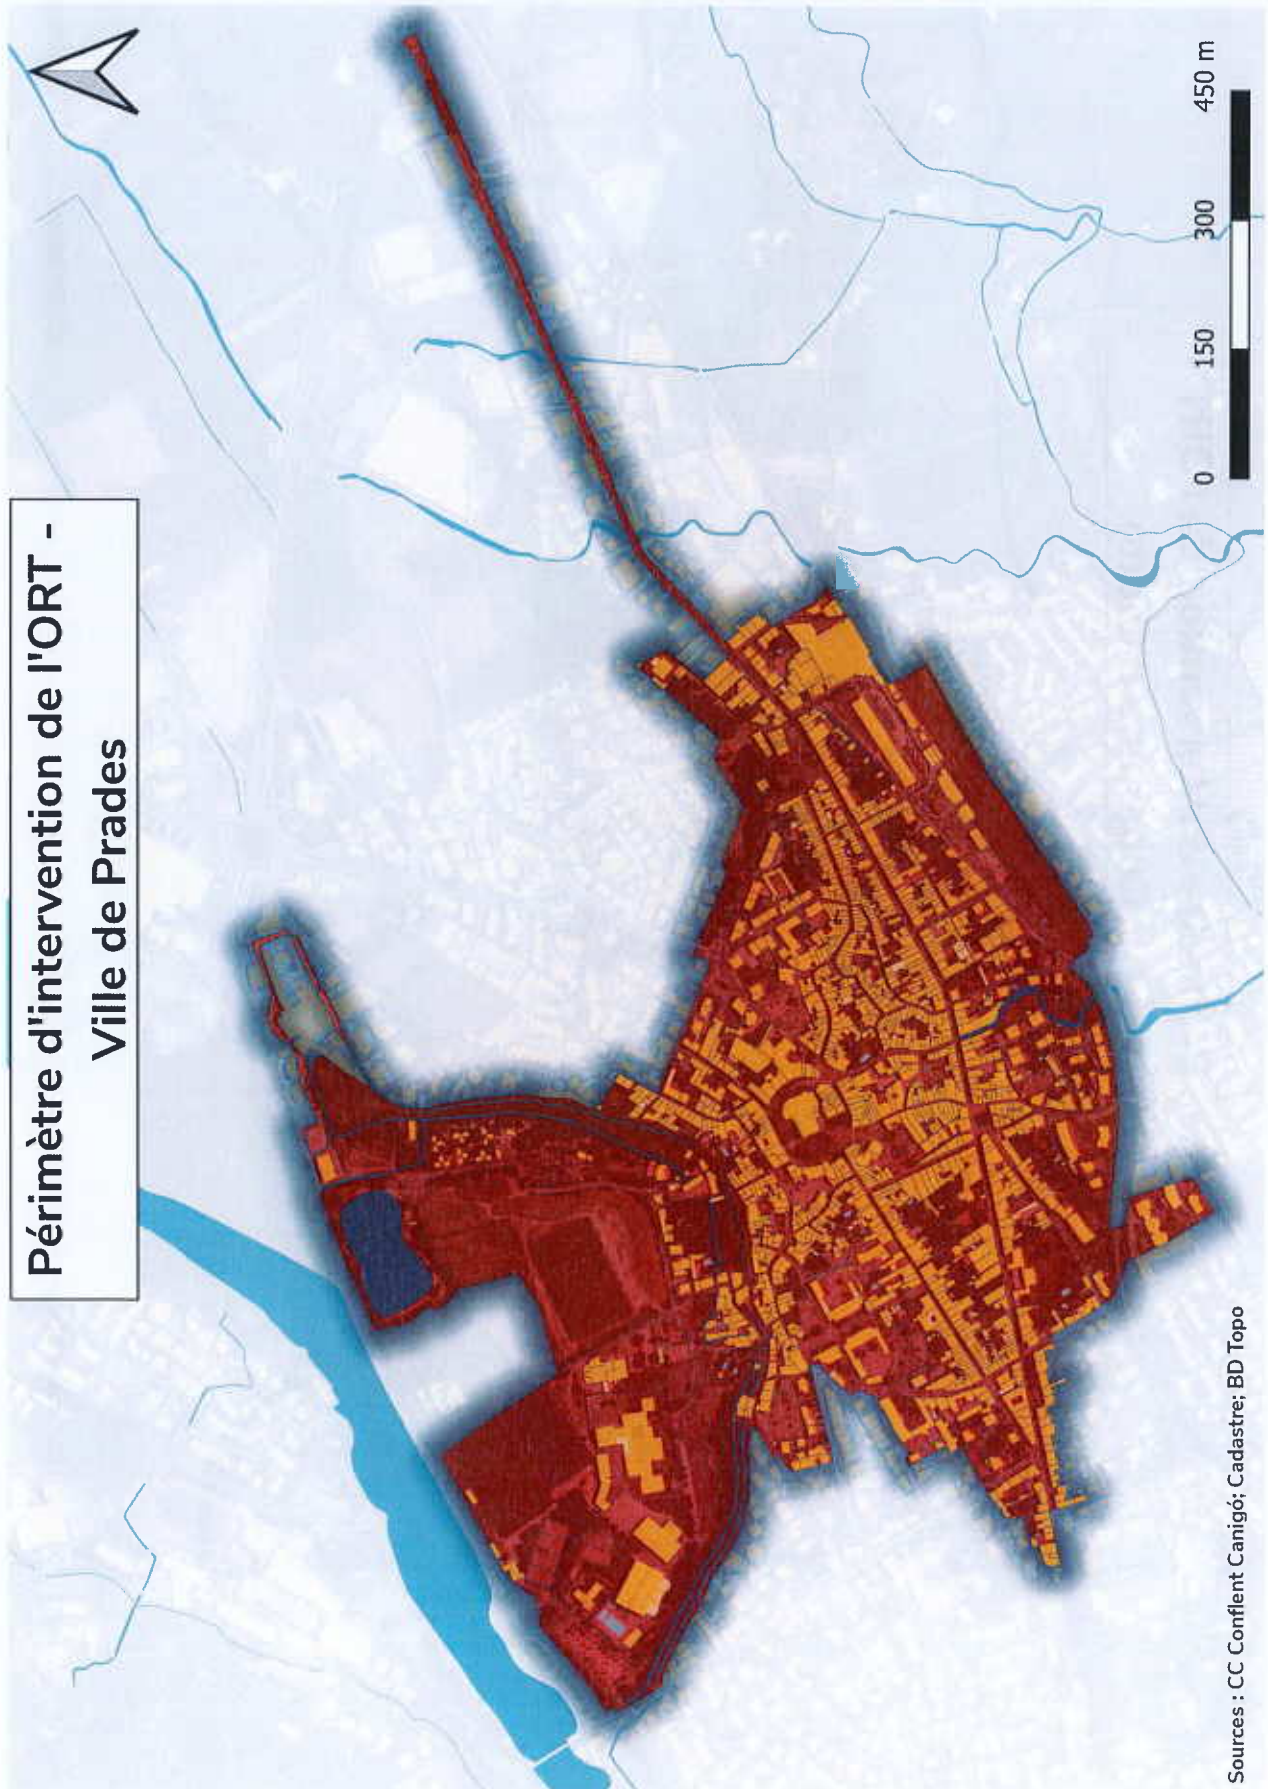 Périmètre d'intervention de l'ORT -
Ville de Prades
0 150 300 450 m
Sources : CC Conflent Canigó; Cadastre; BD Topo